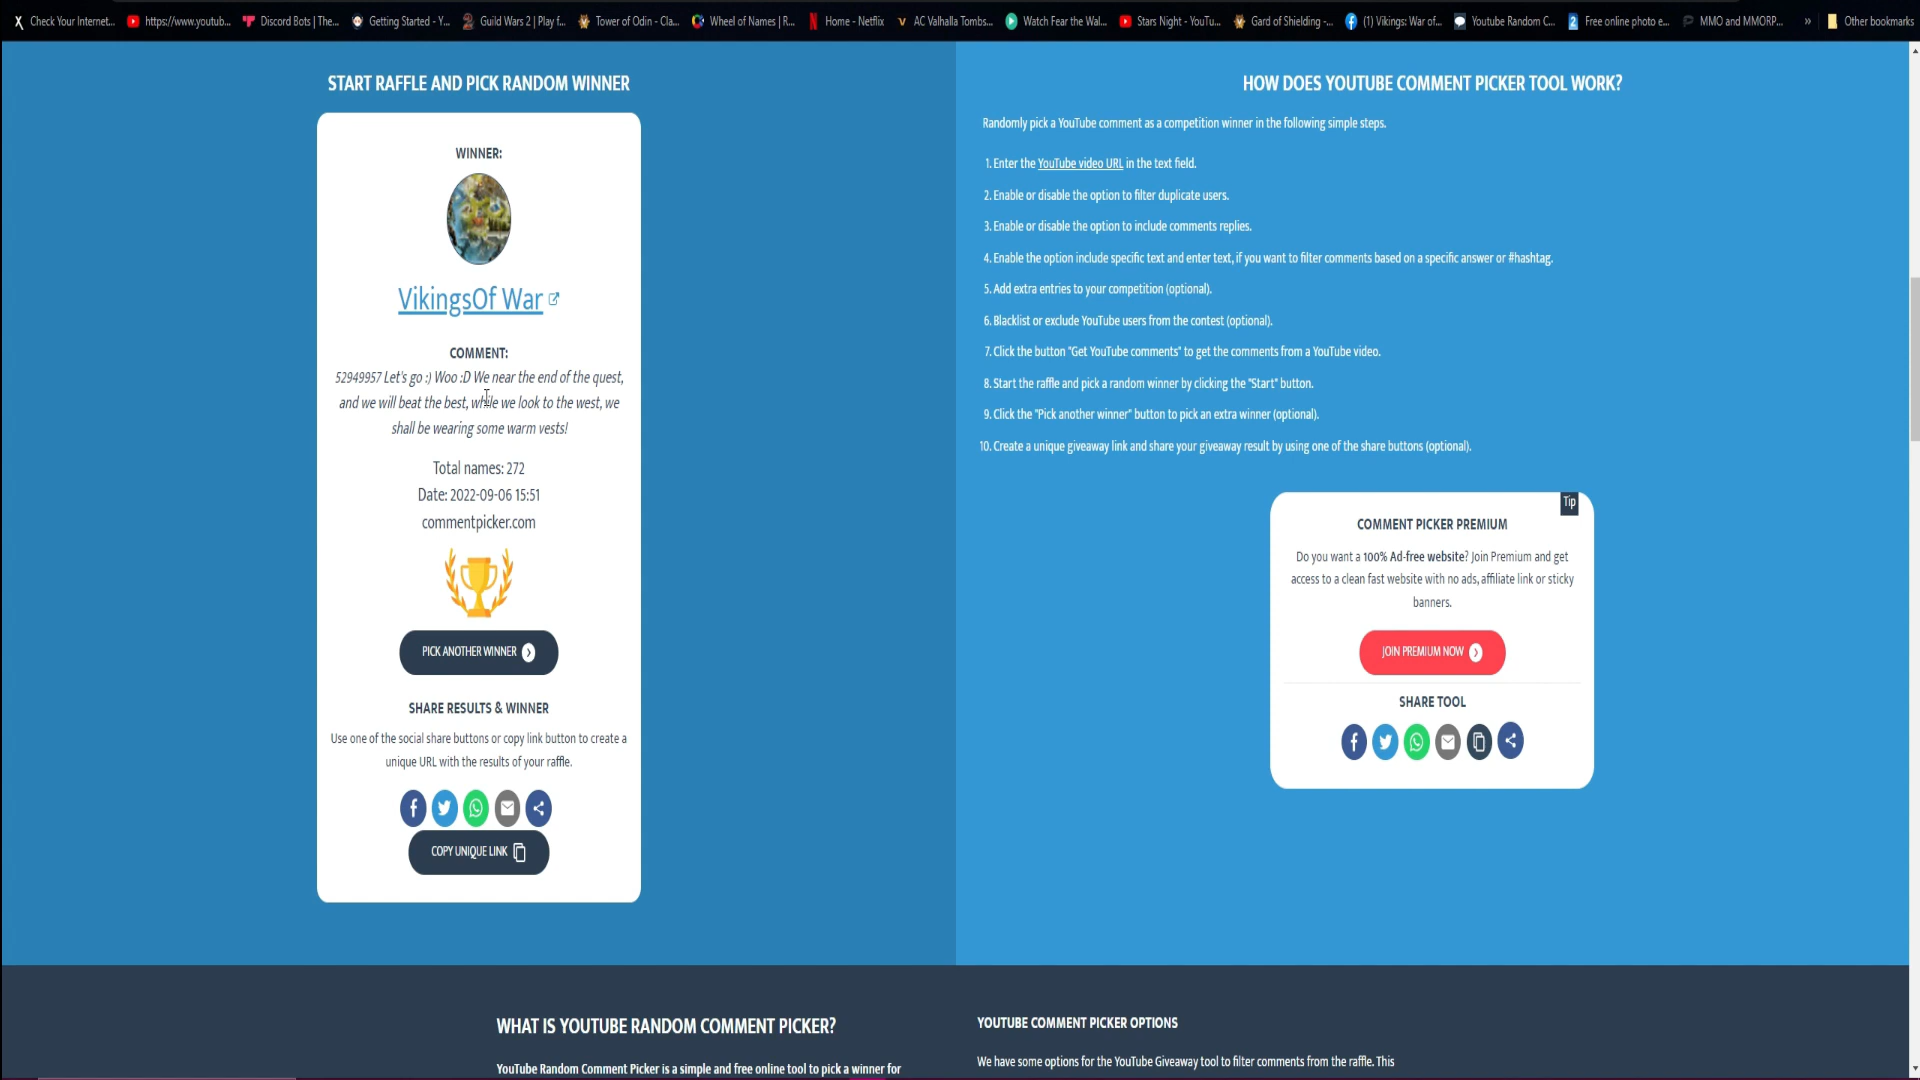 Check Your Internet... https://www.youtub... Discord Bots | The... Getting Started - Y... Guild Wars 2 | Play f... Tower of Odin - Cla... Wheel of Names | R... Home - Netflix AC Valhalla Tombs... Watch Fear the Wal... Stars Night - YouTu... Gard of Shielding -... (1) Vikings: War of... Youtube Random C... Free online photo e... MMO and MMORP... » Other bookmarks
START RAFFLE AND PICK RANDOM WINNER
WINNER:
VikingsOf War
COMMENT:
52949957 Let's go :) Woo :D We near the end of the quest,
and we will beat the best, while we look to the west, we
shall be wearing some warm vests!
Total names: 272
Date: 2022-09-06 15:51
commentpicker.com
PICK ANOTHER WINNER
SHARE RESULTS & WINNER
Use one of the social share buttons or copy link button to create a
unique URL with the results of your raffle.
COPY UNIQUE LINK
HOW DOES YOUTUBE COMMENT PICKER TOOL WORK?
Randomly pick a YouTube comment as a competition winner in the following simple steps.
1. Enter the YouTube video URL in the text field.
2. Enable or disable the option to filter duplicate users.
3. Enable or disable the option to include comments replies.
4. Enable the option include specific text and enter text, if you want to filter comments based on a specific answer or #hashtag.
5. Add extra entries to your competition (optional).
6. Blacklist or exclude YouTube users from the contest (optional).
7. Click the button "Get YouTube comments" to get the comments from a YouTube video.
8. Start the raffle and pick a random winner by clicking the "Start" button.
9. Click the "Pick another winner" button to pick an extra winner (optional).
10. Create a unique giveaway link and share your giveaway result by using one of the share buttons (optional).
Tip
COMMENT PICKER PREMIUM
Do you want a 100% Ad-free website? Join Premium and get
access to a clean fast website with no ads, affiliate link or sticky
banners.
JOIN PREMIUM NOW
SHARE TOOL
WHAT IS YOUTUBE RANDOM COMMENT PICKER?
YouTube Random Comment Picker is a simple and free online tool to pick a winner for
YOUTUBE COMMENT PICKER OPTIONS
We have some options for the YouTube Giveaway tool to filter comments from the raffle. This